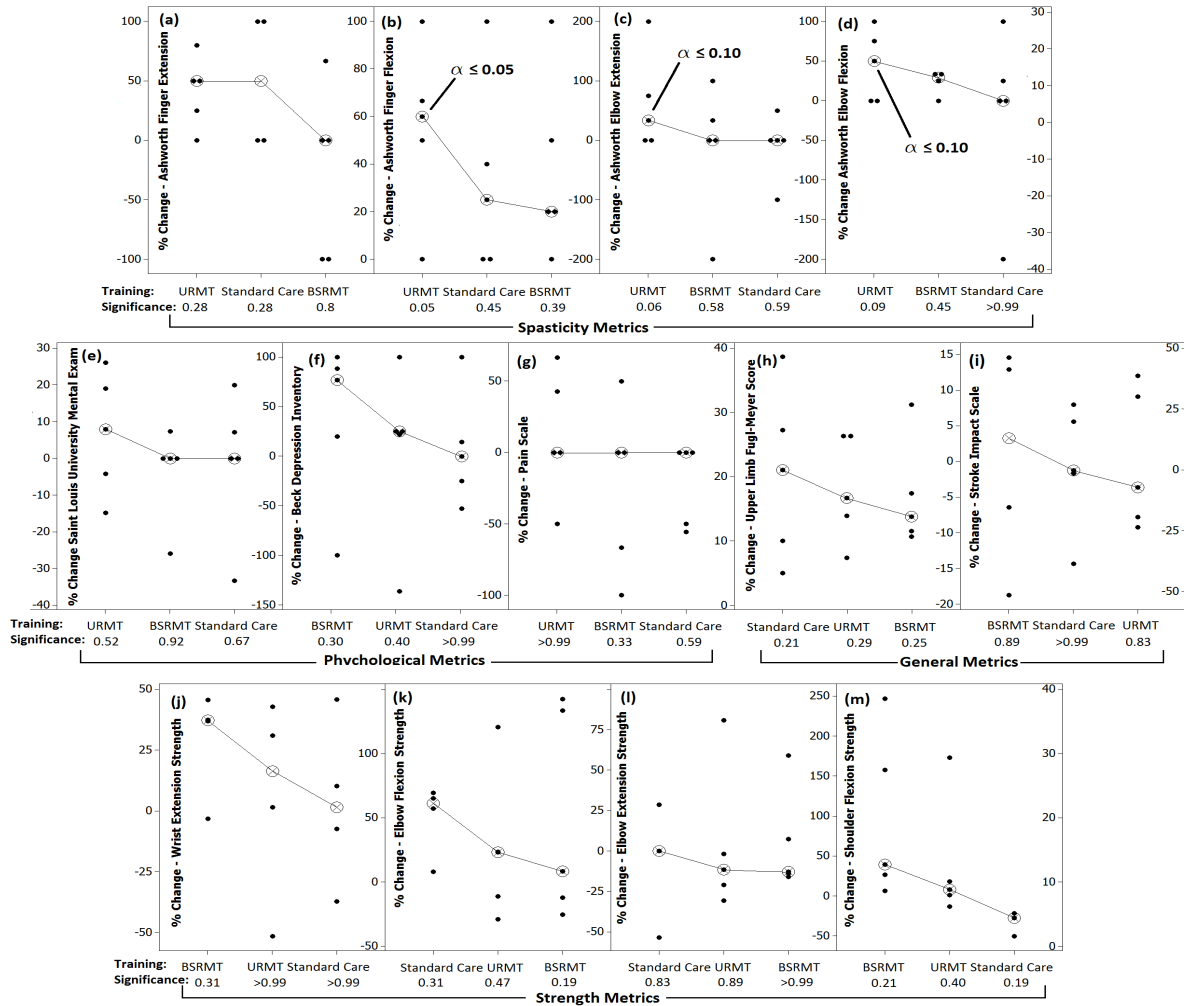 (a)
(b)
(c)
(d)
% Change - Ashworth Finger Extension
100
50
0
-50
-100
% Change - Ashworth Finger Flexion
100
80
60
40
20
0
α ≤ 0.05
% Change - Ashworth Elbow Extension
200
100
0
-100
-200
α ≤ 0.10
% Change Ashworth Elbow Flexion
100
50
0
-50
-100
-150
-200
α ≤ 0.10
30
20
10
0
-10
-20
-30
-40
Training: URMT Standard Care BSRMT URMT Standard Care BSRMT URMT BSRMT Standard Care URMT BSRMT Standard Care
Significance: 0.28 0.28 0.8 0.05 0.45 0.39 0.06 0.58 0.59 0.09 0.45 >0.99
Spasticity Metrics
(e)
(f)
(g)
(h)
(i)
% Change Saint Louis University Mental Exam
30
20
10
0
-10
-20
-30
-40
% Change - Beck Depression Inventory
100
50
0
-50
-100
-150
% Change - Pain Scale
50
0
-50
-100
% Change - Upper Limb Fugl-Meyer Score
40
30
20
10
0
% Change - Stroke Impact Scale
15
10
5
0
-5
-10
-15
-20
50
25
0
-25
-50
Training: URMT BSRMT Standard Care BSRMT URMT Standard Care URMT BSRMT Standard Care Standard Care URMT BSRMT BSRMT Standard Care URMT
Significance: 0.52 0.92 0.67 0.30 0.40 >0.99 >0.99 0.33 0.59 0.21 0.29 0.25 0.89 >0.99 0.83
Phvchological Metrics General Metrics
(j)
(k)
(l)
(m)
% Change - Wrist Extension Strength
50
25
0
-25
-50
% Change - Elbow Flexion Strength
100
50
0
-50
% Change - Elbow Extension Strength
75
50
25
0
-25
-50
% Change - Shoulder Flexion Strength
250
200
150
100
50
0
-50
40
30
20
10
0
Training: BSRMT URMT Standard Care Standard Care URMT BSRMT Standard Care URMT BSRMT BSRMT URMT Standard Care
Significance: 0.31 >0.99 >0.99 0.31 0.47 0.19 0.83 0.89 >0.99 0.21 0.40 0.19
Strength Metrics